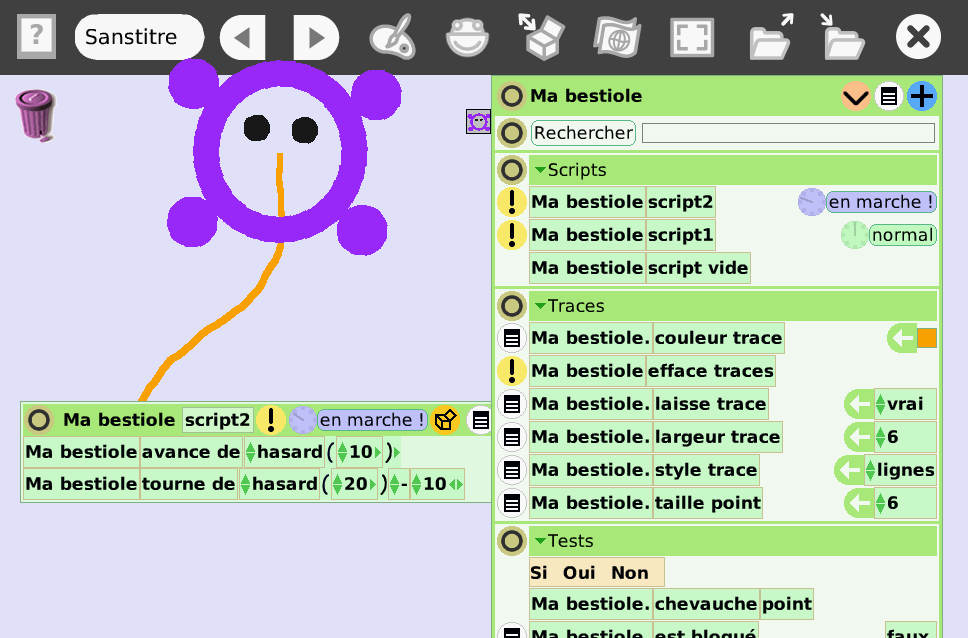 ?
Sanstitre
Ma bestiole
Rechercher
Scripts
Ma bestiole script2 en marche !
Ma bestiole script1 normal
Ma bestiole script vide
Traces
Ma bestiole. couleur trace
Ma bestiole. efface traces
Ma bestiole. laisse trace vrai
Ma bestiole. largeur trace 6
Ma bestiole. style trace lignes
Ma bestiole. taille point 6
Tests
Si Oui Non
Ma bestiole. chevauche point
Ma bestiole. est bloqué faux
Ma bestiole script2 ! en marche !
Ma bestiole avance de hasard ( 10 )
Ma bestiole tourne de hasard ( 20 ) - 10